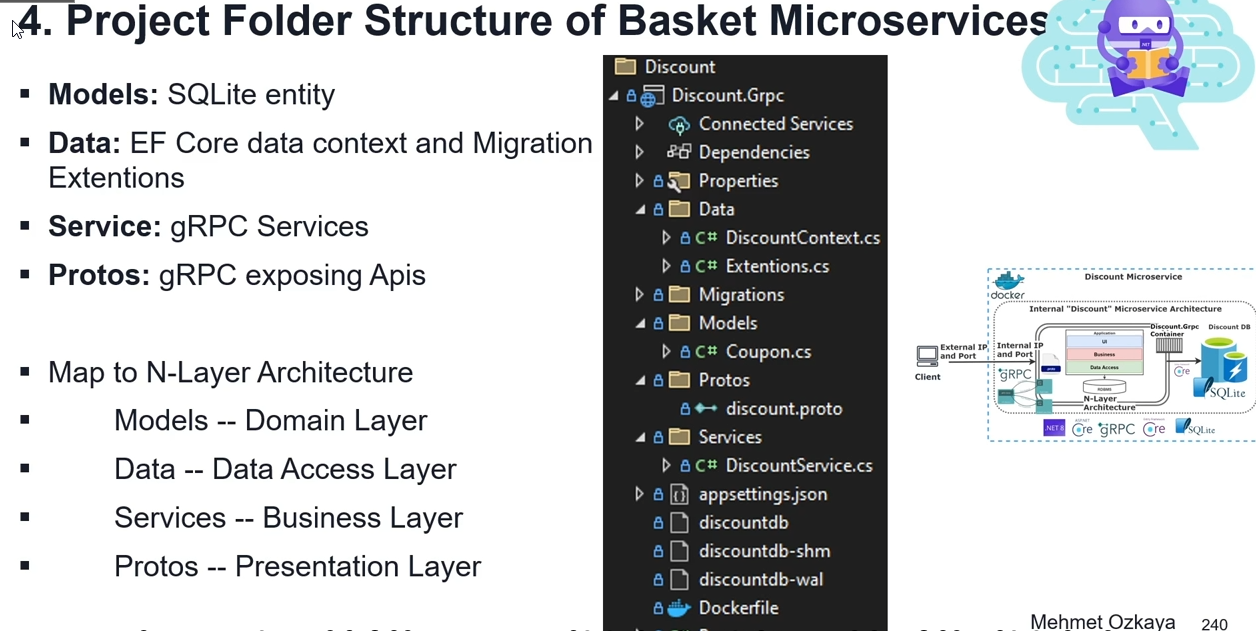 4. Project Folder Structure of Basket Microservices
Models: SQLite entity
Data: EF Core data context and Migration
Extentions
Service: gRPC Services
Protos: gRPC exposing Apis
Map to N-Layer Architecture
Models -- Domain Layer
Data -- Data Access Layer
Services -- Business Layer
Protos -- Presentation Layer
Discount
Discount.Grpc
Connected Services
Dependencies
Properties
Data
C# DiscountContext.cs
C# Extentions.cs
Migrations
Models
C# Coupon.cs
Protos
discount.proto
Services
C# DiscountService.cs
appsettings.json
discountdb
discountdb-shm
discountdb-wal
Dockerfile
.NET
Discount Microservice
docker
Internal "Discount" Microservice Architecture
Discount.Grpc
Container
Discount DB
External IP
and Port
Internal IP
and Port
Client
gRPC
Application
UI
Business
Data Access
N-Layer
Architecture
Core
SQLite
.NET 8
Core
gRPC
Core
SQLite
Mehmet Ozkaya
240